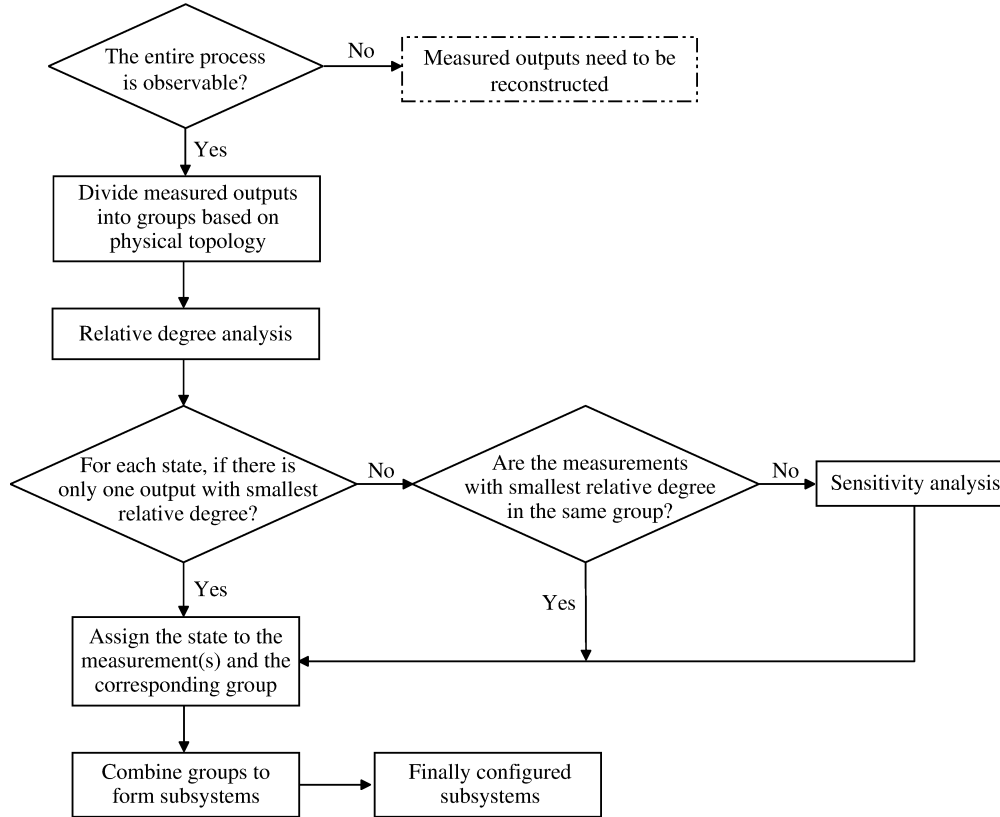 The entire process
is observable?
No
Measured outputs need to be
reconstructed
Yes
Divide measured outputs
into groups based on
physical topology
Relative degree analysis
For each state, if there is
only one output with smallest
relative degree?
No
Are the measurements
with smallest relative degree
in the same group?
No
Sensitivity analysis
Yes
Yes
Assign the state to the
measurement(s) and the
corresponding group
Combine groups to
form subsystems
Finally configured
subsystems